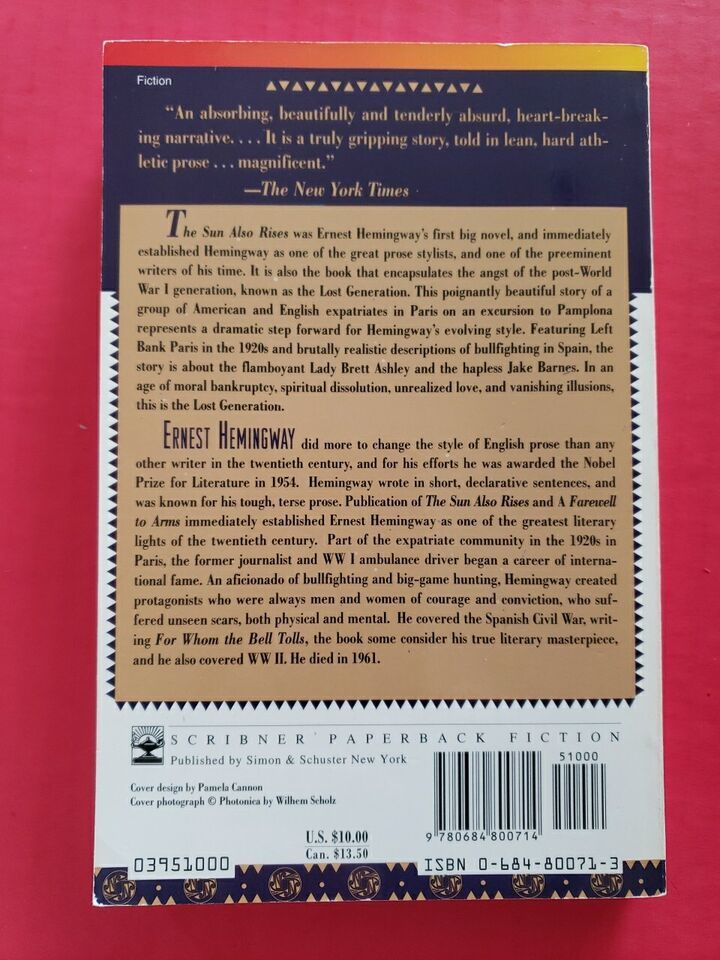 Fiction
“An absorbing, beautifully and tenderly absurd, heart-break-
ing narrative. . . . It is a truly gripping story, told in lean, hard ath-
letic prose . . . magnificent.”
—The New York Times
The Sun Also Rises was Ernest Hemingway's first big novel, and immediately
established Hemingway as one of the great prose stylists, and one of the preeminent
writers of his time. It is also the book that encapsulates the angst of the post-World
War I generation, known as the Lost Generation. This poignantly beautiful story of a
group of American and English expatriates in Paris on an excursion to Pamplona
represents a dramatic step forward for Hemingway's evolving style. Featuring Left
Bank Paris in the 1920s and brutally realistic descriptions of bullfighting in Spain, the
story is about the flamboyant Lady Brett Ashley and the hapless Jake Barnes. In an
age of moral bankruptcy, spiritual dissolution, unrealized love, and vanishing illusions,
this is the Lost Generation.
ERNEST HEMINGWAY did more to change the style of English prose than any
other writer in the twentieth century, and for his efforts he was awarded the Nobel
Prize for Literature in 1954. Hemingway wrote in short, declarative sentences, and
was known for his tough, terse prose. Publication of The Sun Also Rises and A Farewell
to Arms immediately established Ernest Hemingway as one of the greatest literary
lights of the twentieth century. Part of the expatriate community in the 1920s in
Paris, the former journalist and WW I ambulance driver began a career of interna-
tional fame. An aficionado of bullfighting and big-game hunting, Hemingway created
protagonists who were always men and women of courage and conviction, who suf-
fered unseen scars, both physical and mental. He covered the Spanish Civil War, writ-
ing For Whom the Bell Tolls, the book some consider his true literary masterpiece,
and he also covered WW II. He died in 1961.
SCRIBNER PAPERBACK FICTION
Published by Simon & Schuster New York
51000
Cover design by Pamela Cannon
Cover photograph © Photonica by Wilhem Scholz
9 780684 800714
U.S. $10.00
Can. $13.50
03951000
ISBN 0-684-80071-3